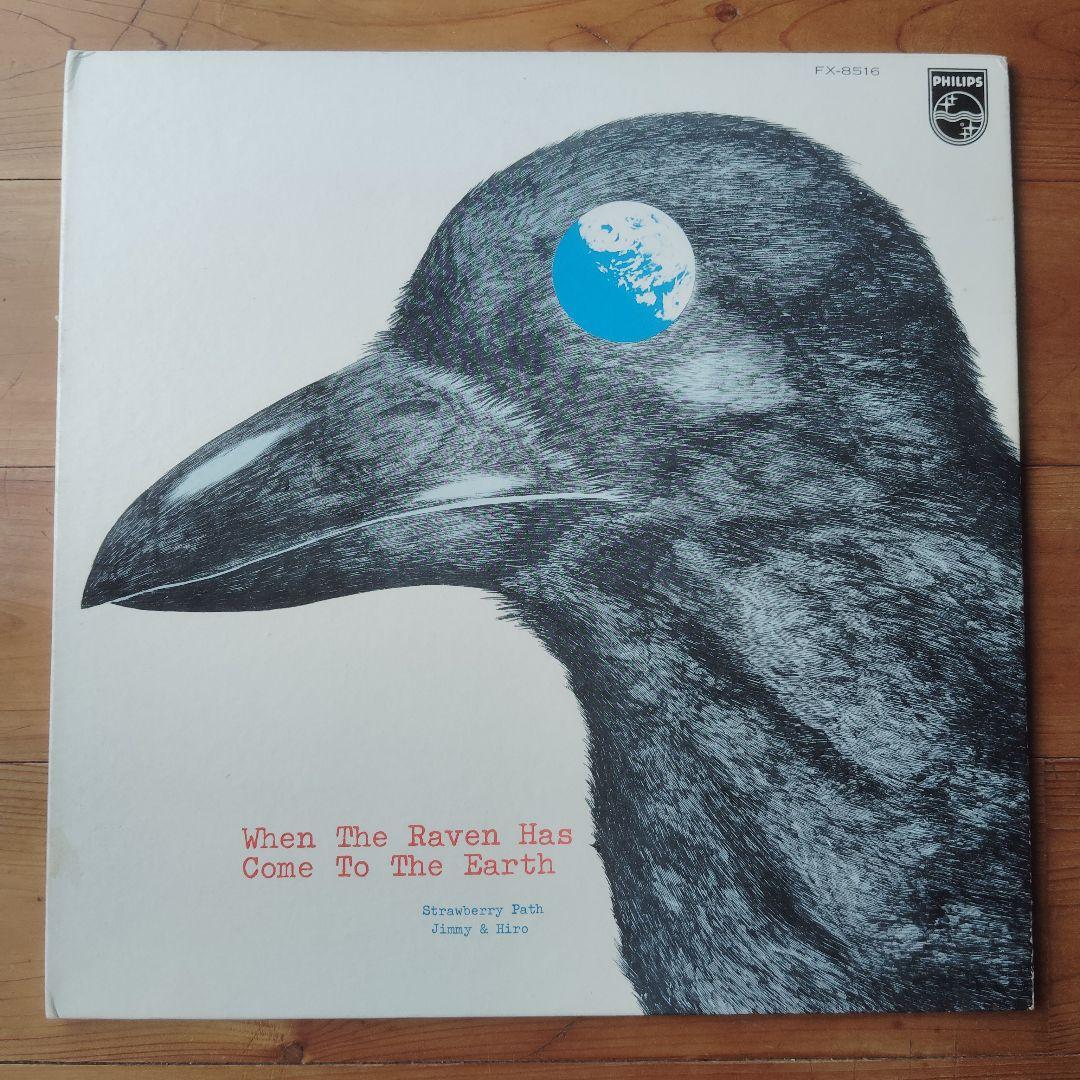 FX-8516
PHILIPS
When The Raven Has
Come To The Earth
Strawberry Path
Jimmy & Hiro